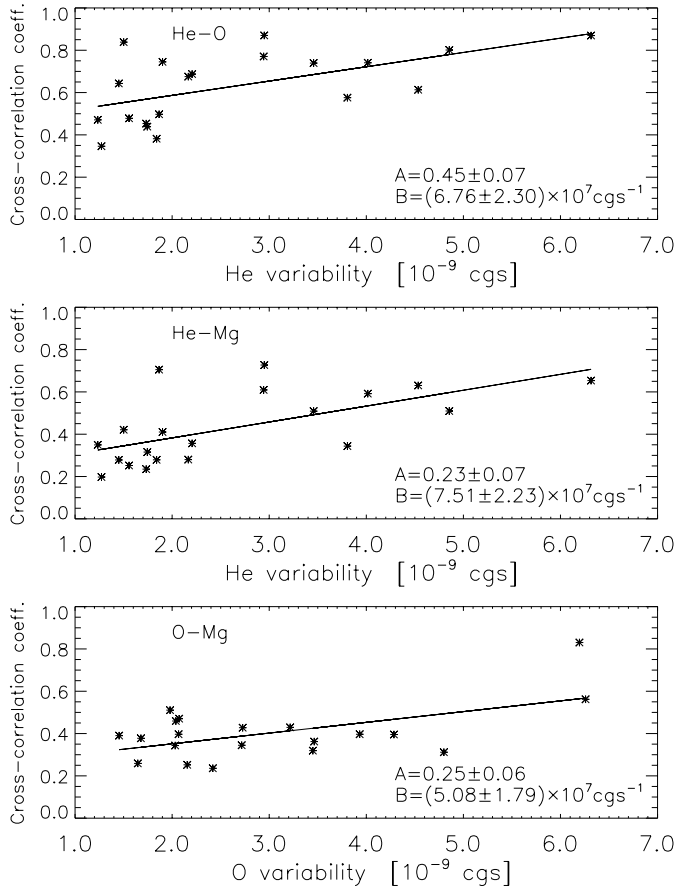 1.0
0.8
0.6
0.4
0.2
0.0
Cross−correlation coeff.
He−O
A=0.45±0.07
B=(6.76±2.30)×10⁷cgs⁻¹
1.0 2.0 3.0 4.0 5.0 6.0 7.0
He variability [10⁻⁹ cgs]
1.0
0.8
0.6
0.4
0.2
0.0
Cross−correlation coeff.
He−Mg
A=0.23±0.07
B=(7.51±2.23)×10⁷cgs⁻¹
1.0 2.0 3.0 4.0 5.0 6.0 7.0
He variability [10⁻⁹ cgs]
1.0
0.8
0.6
0.4
0.2
0.0
Cross−correlation coeff.
O−Mg
A=0.25±0.06
B=(5.08±1.79)×10⁷cgs⁻¹
1.0 2.0 3.0 4.0 5.0 6.0 7.0
O variability [10⁻⁹ cgs]